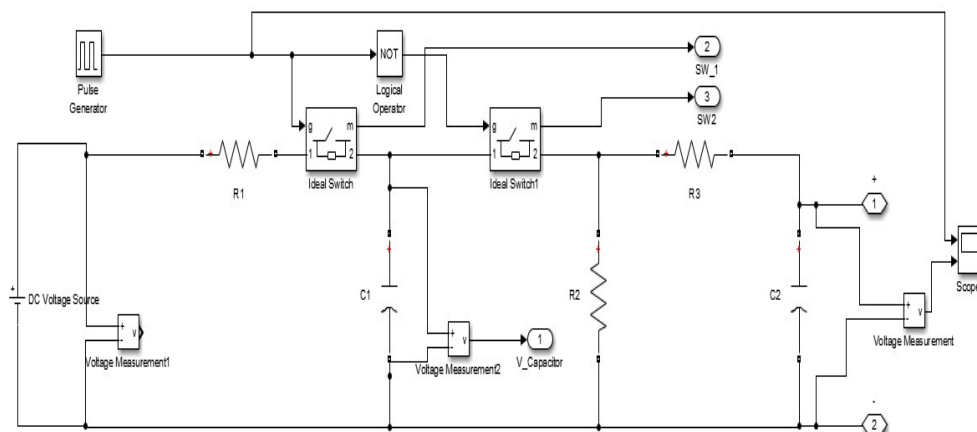 2
SW_1
NOT
Pulse
Generator
Logical
Operator
3
SW2
g m
1 2
Ideal Switch
g m
1 2
Ideal Switch1
+
R1
+
R3
+
1
+
+
+
+
DC Voltage Source
C1
R2
C2
Scope
+
-
v
Voltage Measurement1
+
-
v
Voltage Measurement2
1
V_Capacitor
+
-
v
Voltage Measurement
-
2